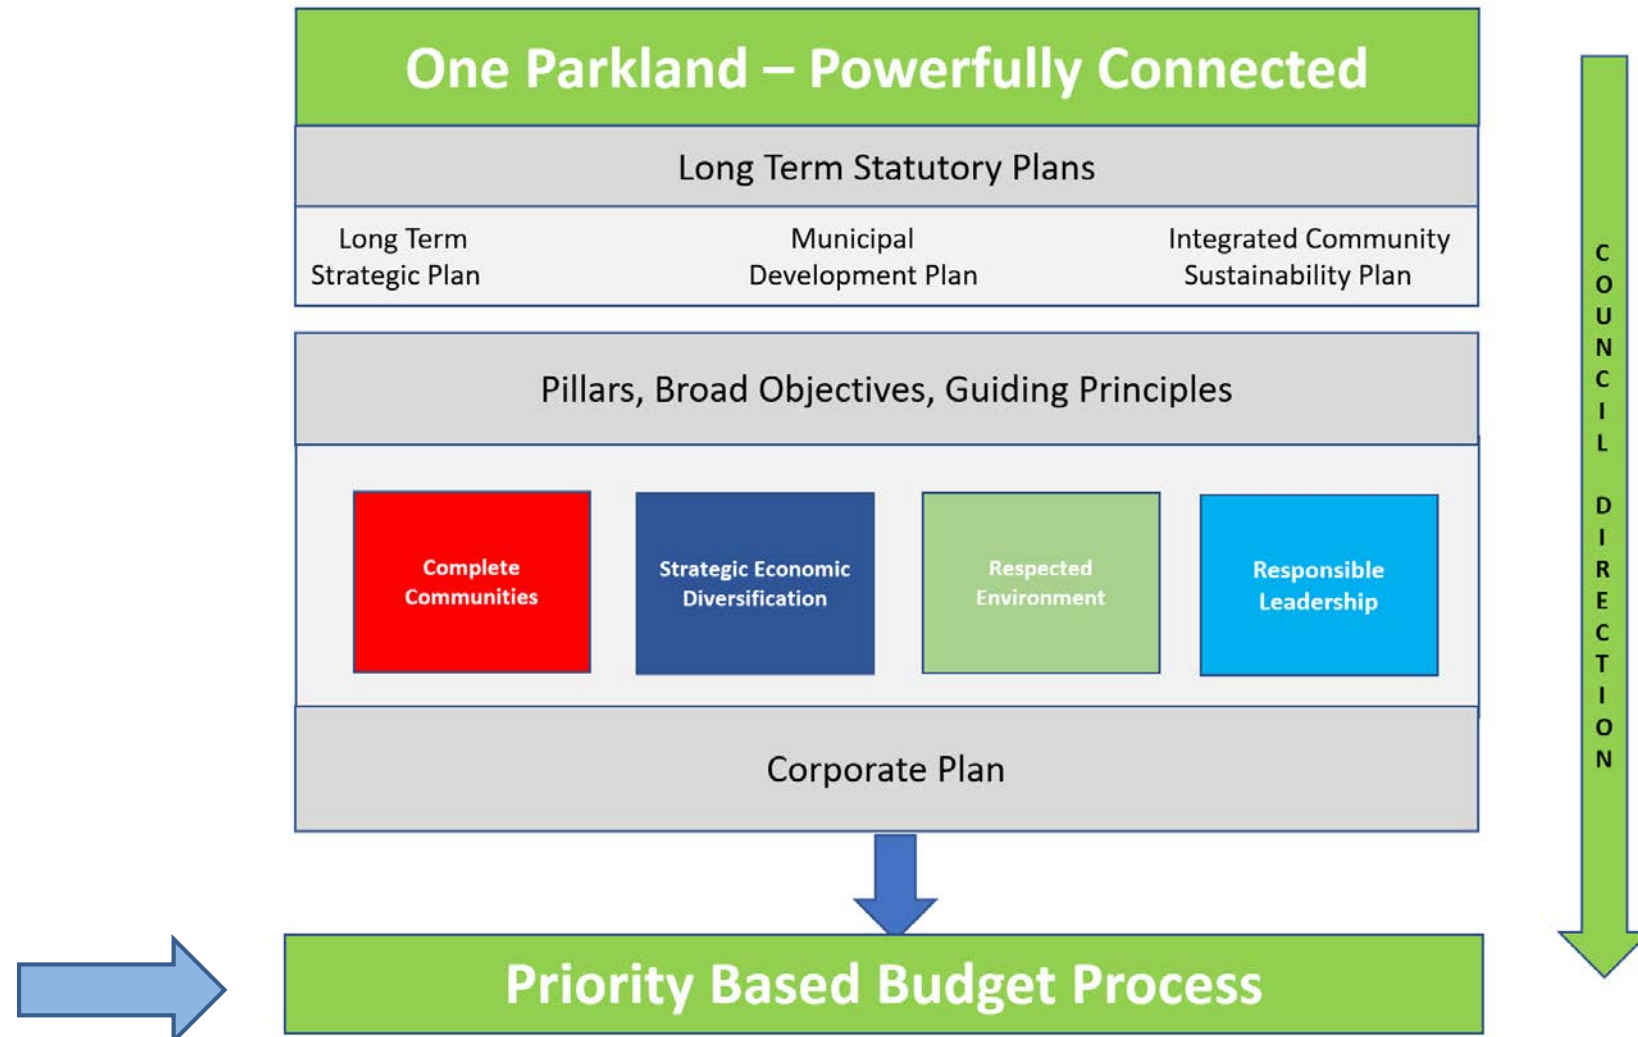 One Parkland – Powerfully Connected
Long Term Statutory Plans
Long Term
Strategic Plan
Municipal
Development Plan
Integrated Community
Sustainability Plan
Pillars, Broad Objectives, Guiding Principles
Complete
Communities
Strategic Economic
Diversification
Respected
Environment
Responsible
Leadership
Corporate Plan
Priority Based Budget Process
COUNCIL DIRECTION